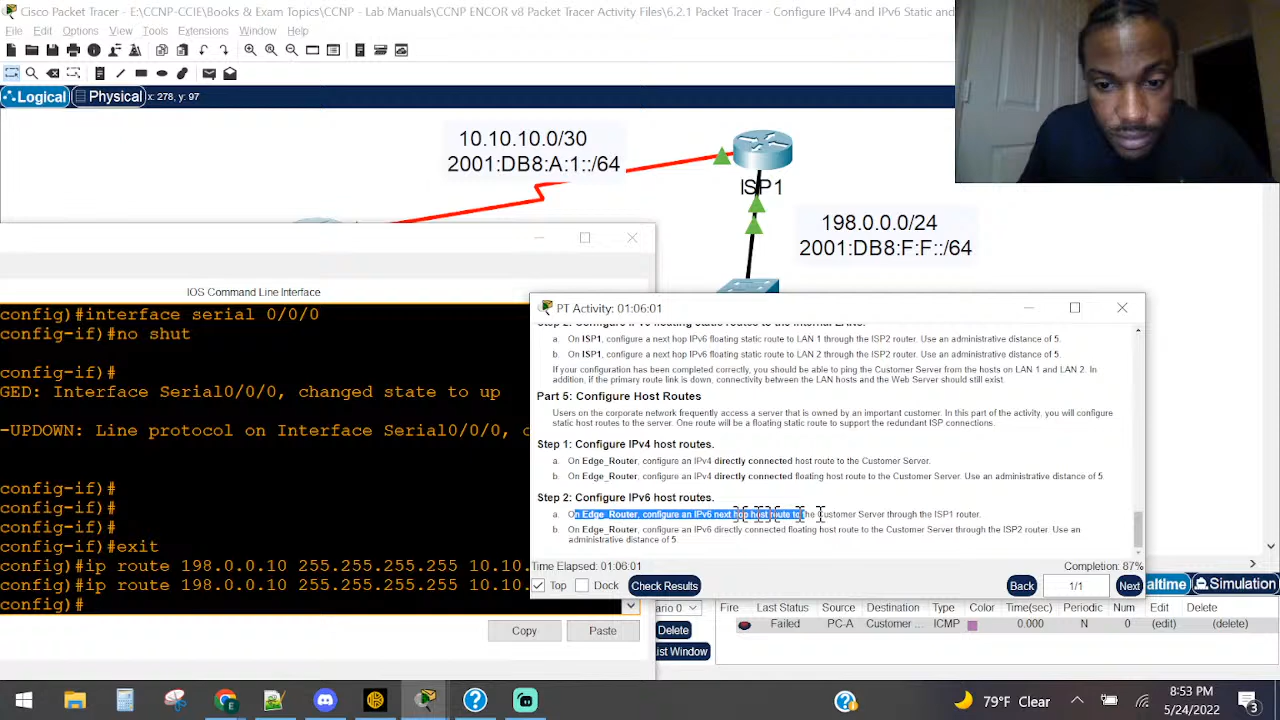 Cisco Packet Tracer - E:\CCNP-CCIE\Books & Exam Topics\CCNP - Lab Manuals\CCNP ENCOR v8 Packet Tracer Activity Files\6.2.1 Packet Tracer - Configure IPv4 and IPv6 Static and
File Edit Options View Tools Extensions Window Help
Logical Physical x: 278, y: 97
10.10.10.0/30
2001:DB8:A:1::/64
ISP1
198.0.0.0/24
2001:DB8:F:F::/64
IOS Command Line Interface
config)#interface serial 0/0/0
config-if)#no shut
config-if)#
GED: Interface Serial0/0/0, changed state to up
-UPDOWN: Line protocol on Interface Serial0/0/0,
config-if)#
config-if)#
config-if)#
config-if)#exit
config)#ip route 198.0.0.10 255.255.255.255 10.10.
config)#ip route 198.0.0.10 255.255.255.255 10.10.
config)#
Copy Paste
PT Activity: 01:06:01
Step 2: Configure IPv6 floating static routes to the internal LANs.
a. On ISP1, configure a next hop IPv6 floating static route to LAN 1 through the ISP2 router. Use an administrative distance of 5.
b. On ISP1, configure a next hop IPv6 floating static route to LAN 2 through the ISP2 router. Use an administrative distance of 5.
If your configuration has been completed correctly, you should be able to ping the Customer Server from the hosts on LAN 1 and LAN 2. In
addition, if the primary route link is down, connectivity between the LAN hosts and the Web Server should still exist.
Part 5: Configure Host Routes
Users on the corporate network frequently access a server that is owned by an important customer. In this part of the activity, you will configure
static host routes to the server. One route will be a floating static route to support the redundant ISP connections.
Step 1: Configure IPv4 host routes.
a. On Edge_Router, configure an IPv4 directly connected host route to the Customer Server.
b. On Edge_Router, configure an IPv4 directly connected floating host route to the Customer Server. Use an administrative distance of 5
Step 2: Configure IPv6 host routes.
a. On Edge_Router, configure an IPv6 next hop host route to the Customer Server through the ISP1 router.
b. On Edge_Router, configure an IPv6 directly connected floating host route to the Customer Server through the ISP2 router. Use an
administrative distance of 5.
Time Elapsed: 01:06:01 Completion: 87%
Top Dock Check Results Back 1/1 Next
altime Simulation
ario 0 Fire Last Status Source Destination Type Color Time(sec) Periodic Num Edit Delete
Delete Failed PC-A Customer ... ICMP 0.000 N 0 (edit) (delete)
ist Window
79°F Clear
8:53 PM
5/24/2022
3